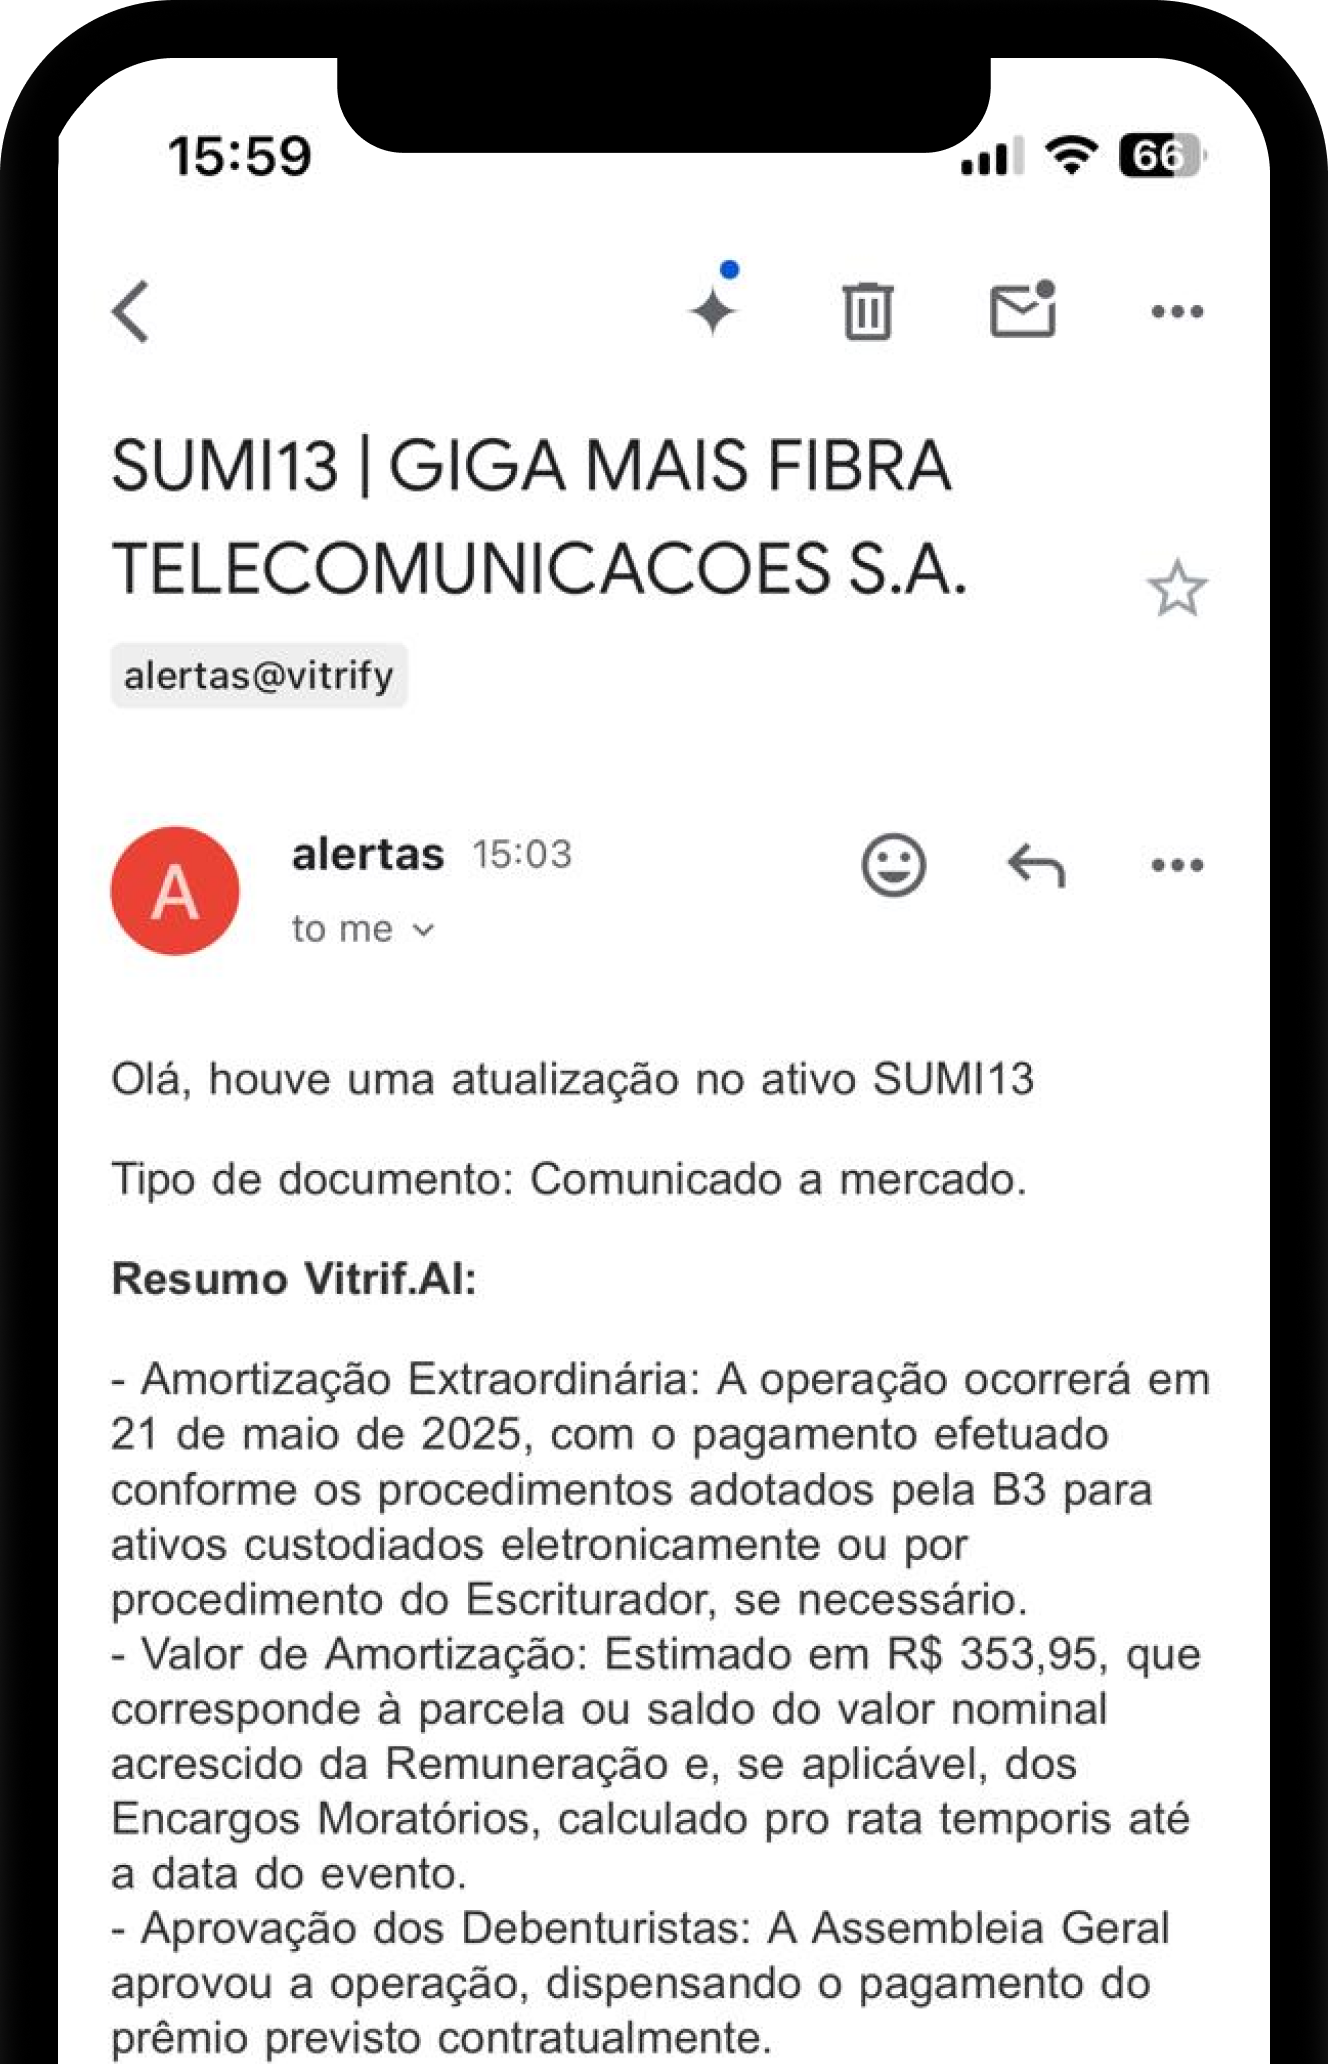 15:59
66
SUMI13 | GIGA MAIS FIBRA
TELECOMUNICACOES S.A.
alertas@vitrify
A
alertas 15:03
to me
Olá, houve uma atualização no ativo SUMI13
Tipo de documento: Comunicado a mercado.
Resumo Vitrif.AI:
- Amortização Extraordinária: A operação ocorrerá em
21 de maio de 2025, com o pagamento efetuado
conforme os procedimentos adotados pela B3 para
ativos custodiados eletronicamente ou por
procedimento do Escriturador, se necessário.
- Valor de Amortização: Estimado em R$ 353,95, que
corresponde à parcela ou saldo do valor nominal
acrescido da Remuneração e, se aplicável, dos
Encargos Moratórios, calculado pro rata temporis até
a data do evento.
- Aprovação dos Debenturistas: A Assembleia Geral
aprovou a operação, dispensando o pagamento do
prêmio previsto contratualmente.